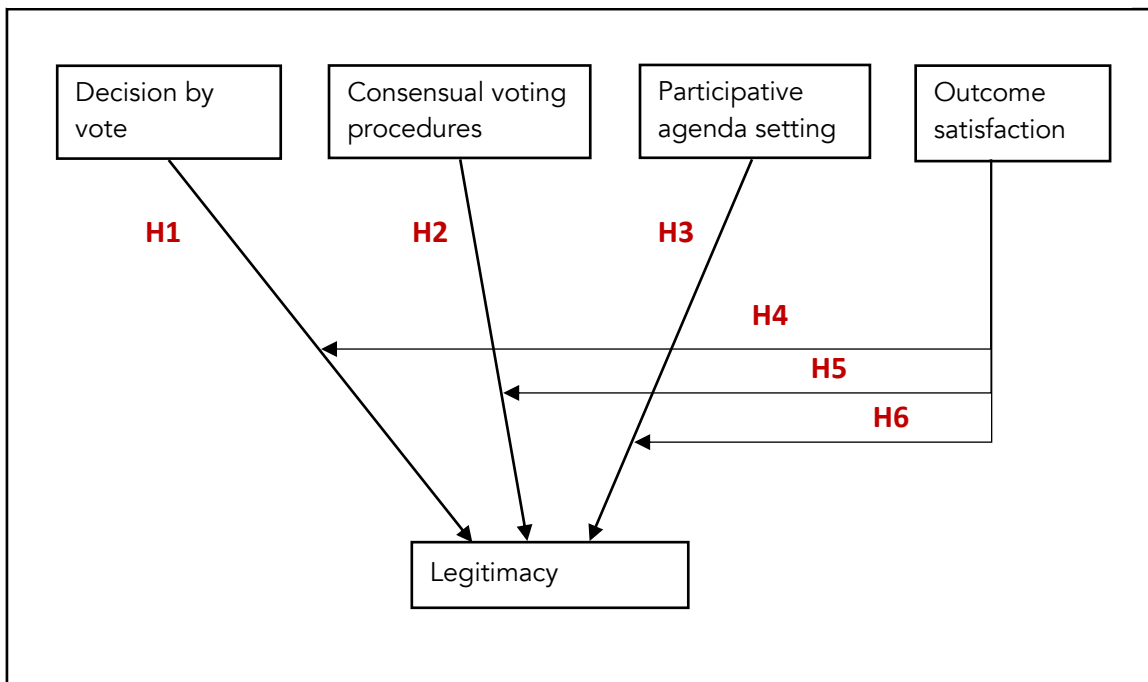 Decision by
vote
Consensual voting
procedures
Participative
agenda setting
Outcome
satisfaction
H1
H2
H3
H4
H5
H6
Legitimacy